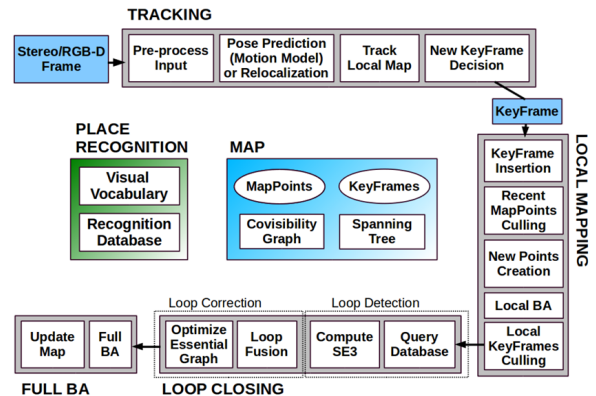 TRACKING
Stereo/RGB-D
Frame
Pre-process
Input
Pose Prediction
(Motion Model)
or Relocalization
Track
Local Map
New KeyFrame
Decision
KeyFrame
PLACE
RECOGNITION
Visual
Vocabulary
Recognition
Database
MAP
MapPoints
KeyFrames
Covisibility
Graph
Spanning
Tree
LOCAL MAPPING
KeyFrame
Insertion
Recent
MapPoints
Culling
New Points
Creation
Local BA
Local
KeyFrames
Culling
Loop Correction
Loop Detection
Optimize
Essential
Graph
Loop
Fusion
Compute
SE3
Query
Database
LOOP CLOSING
Update
Map
Full
BA
FULL BA